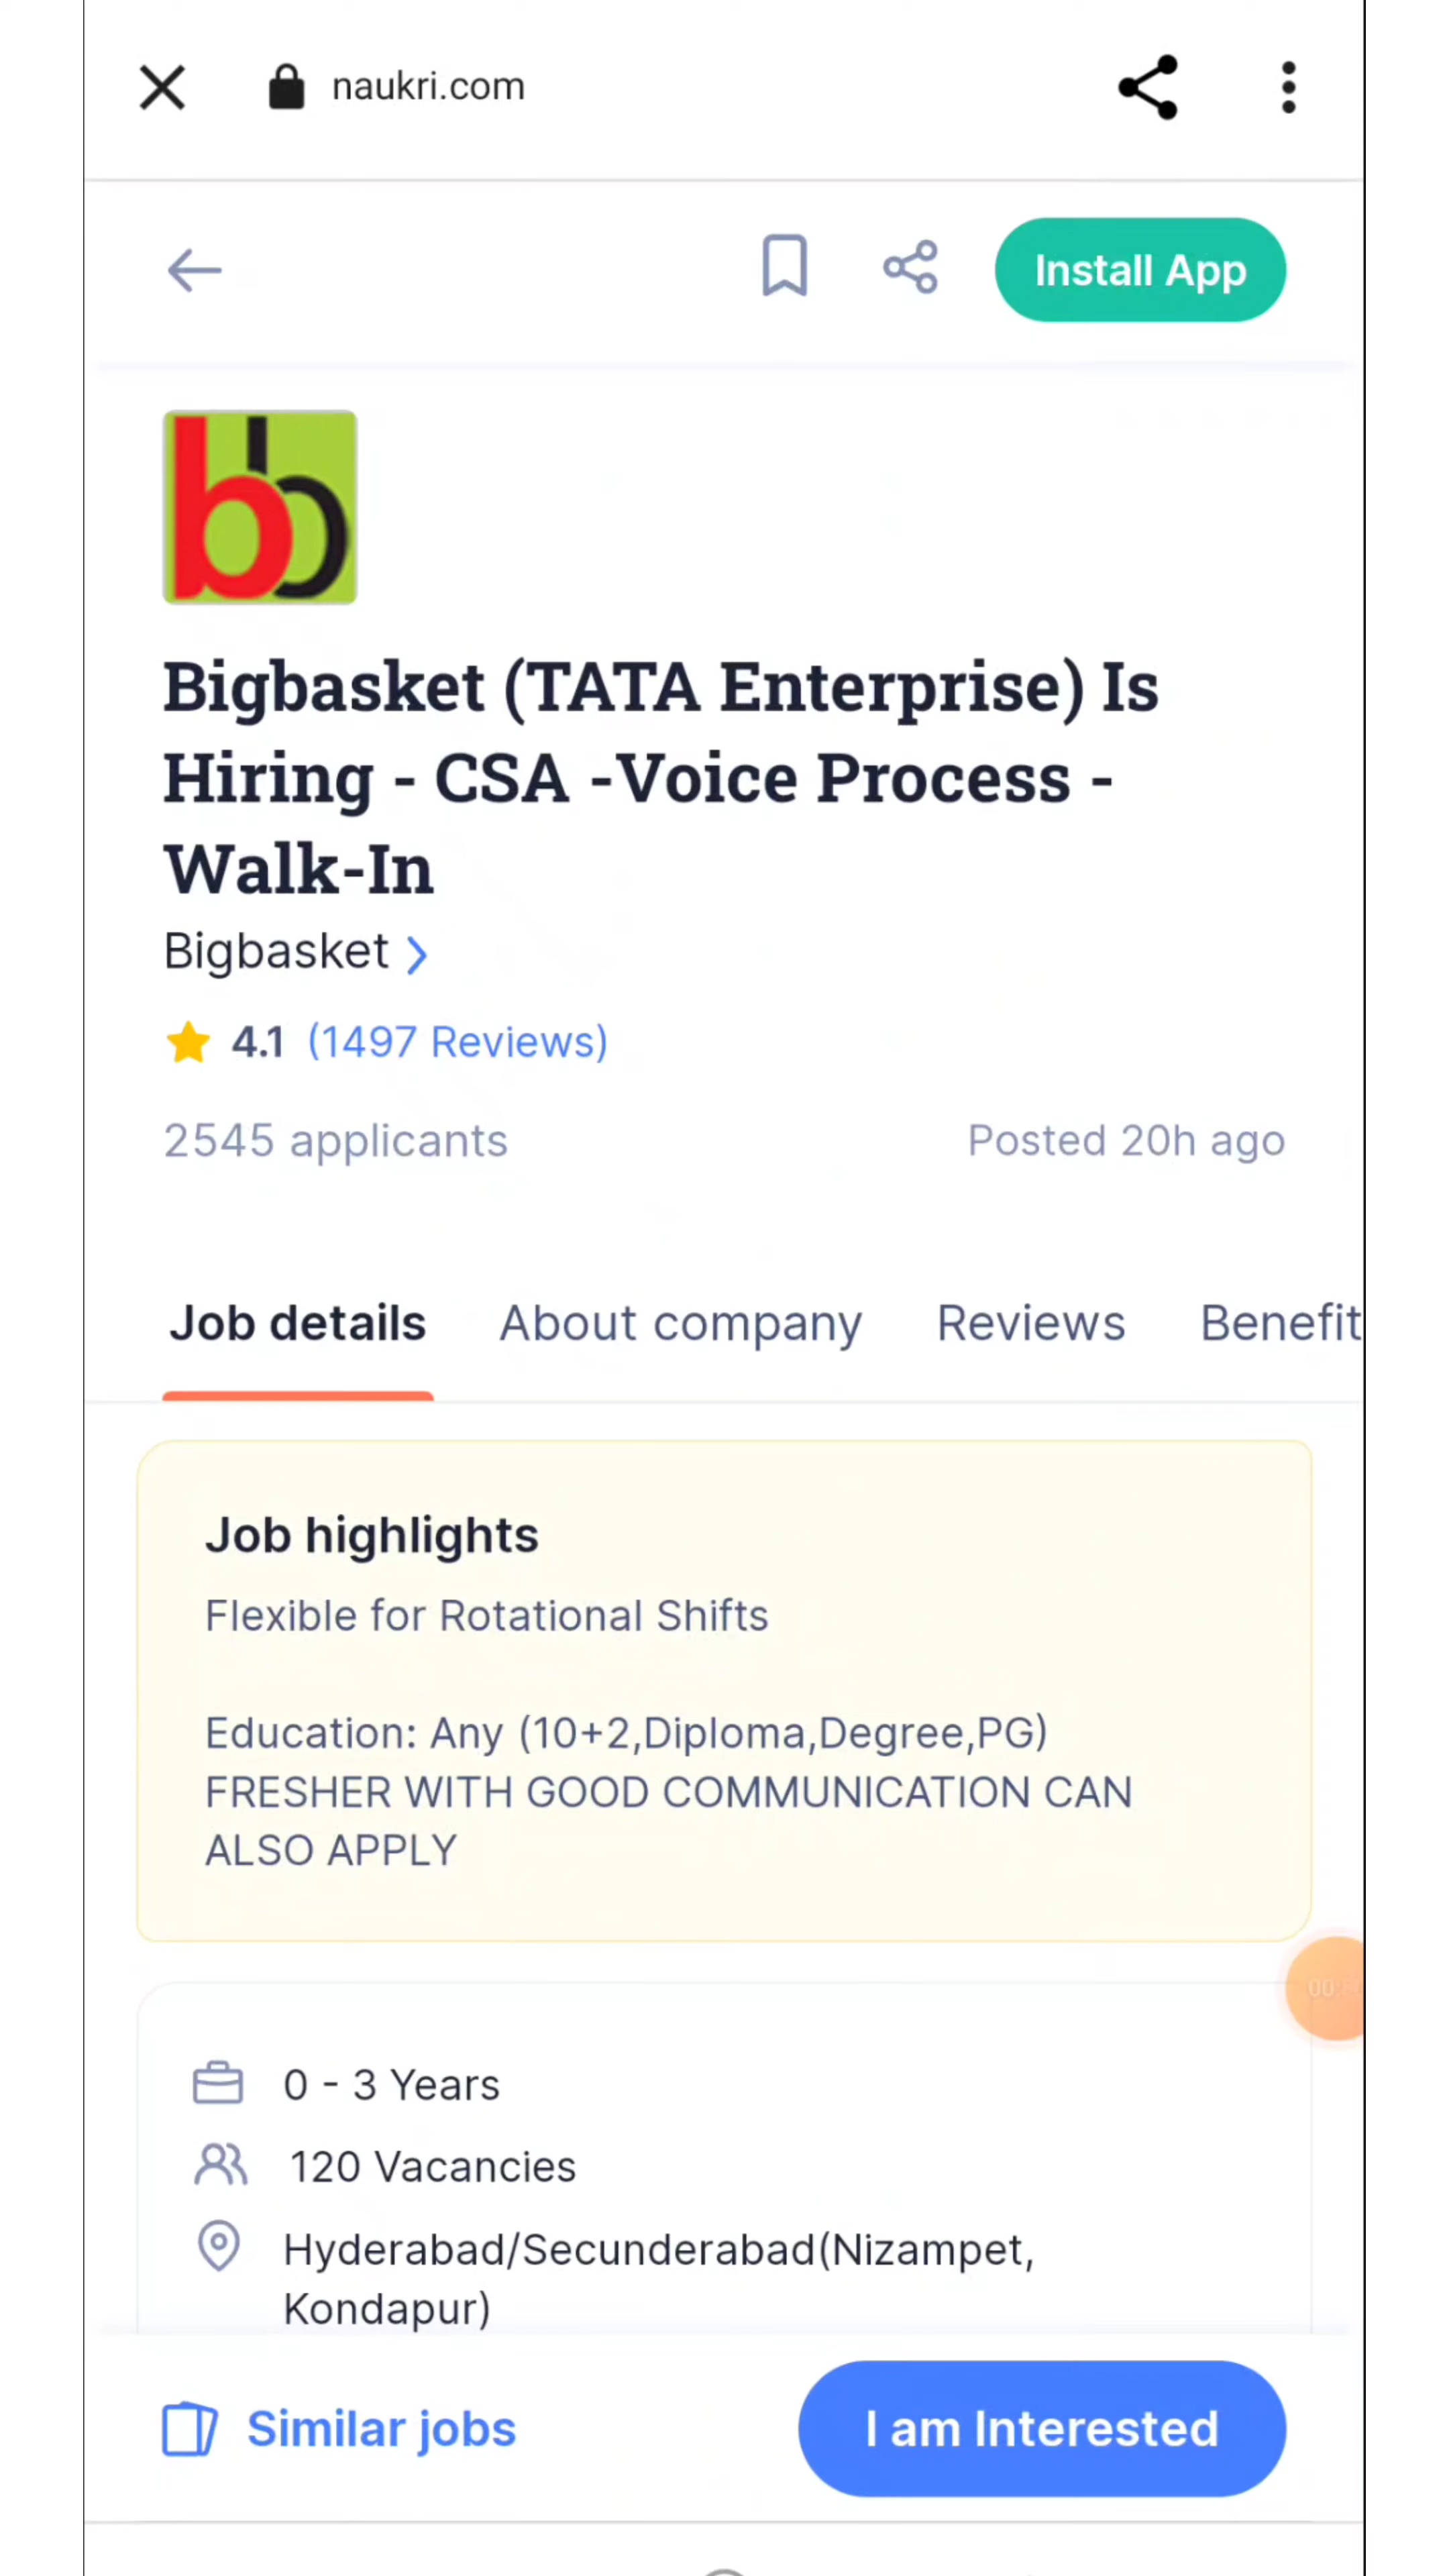 naukri.com
Install App
bb
Bigbasket (TATA Enterprise) Is
Hiring - CSA -Voice Process -
Walk-In
Bigbasket
4.1 (1497 Reviews)
2545 applicants Posted 20h ago
Job details About company Reviews Benefit
Job highlights
Flexible for Rotational Shifts
Education: Any (10+2,Diploma,Degree,PG)
FRESHER WITH GOOD COMMUNICATION CAN
ALSO APPLY
0 - 3 Years
120 Vacancies
Hyderabad/Secunderabad(Nizampet,
Kondapur)
Similar jobs I am Interested